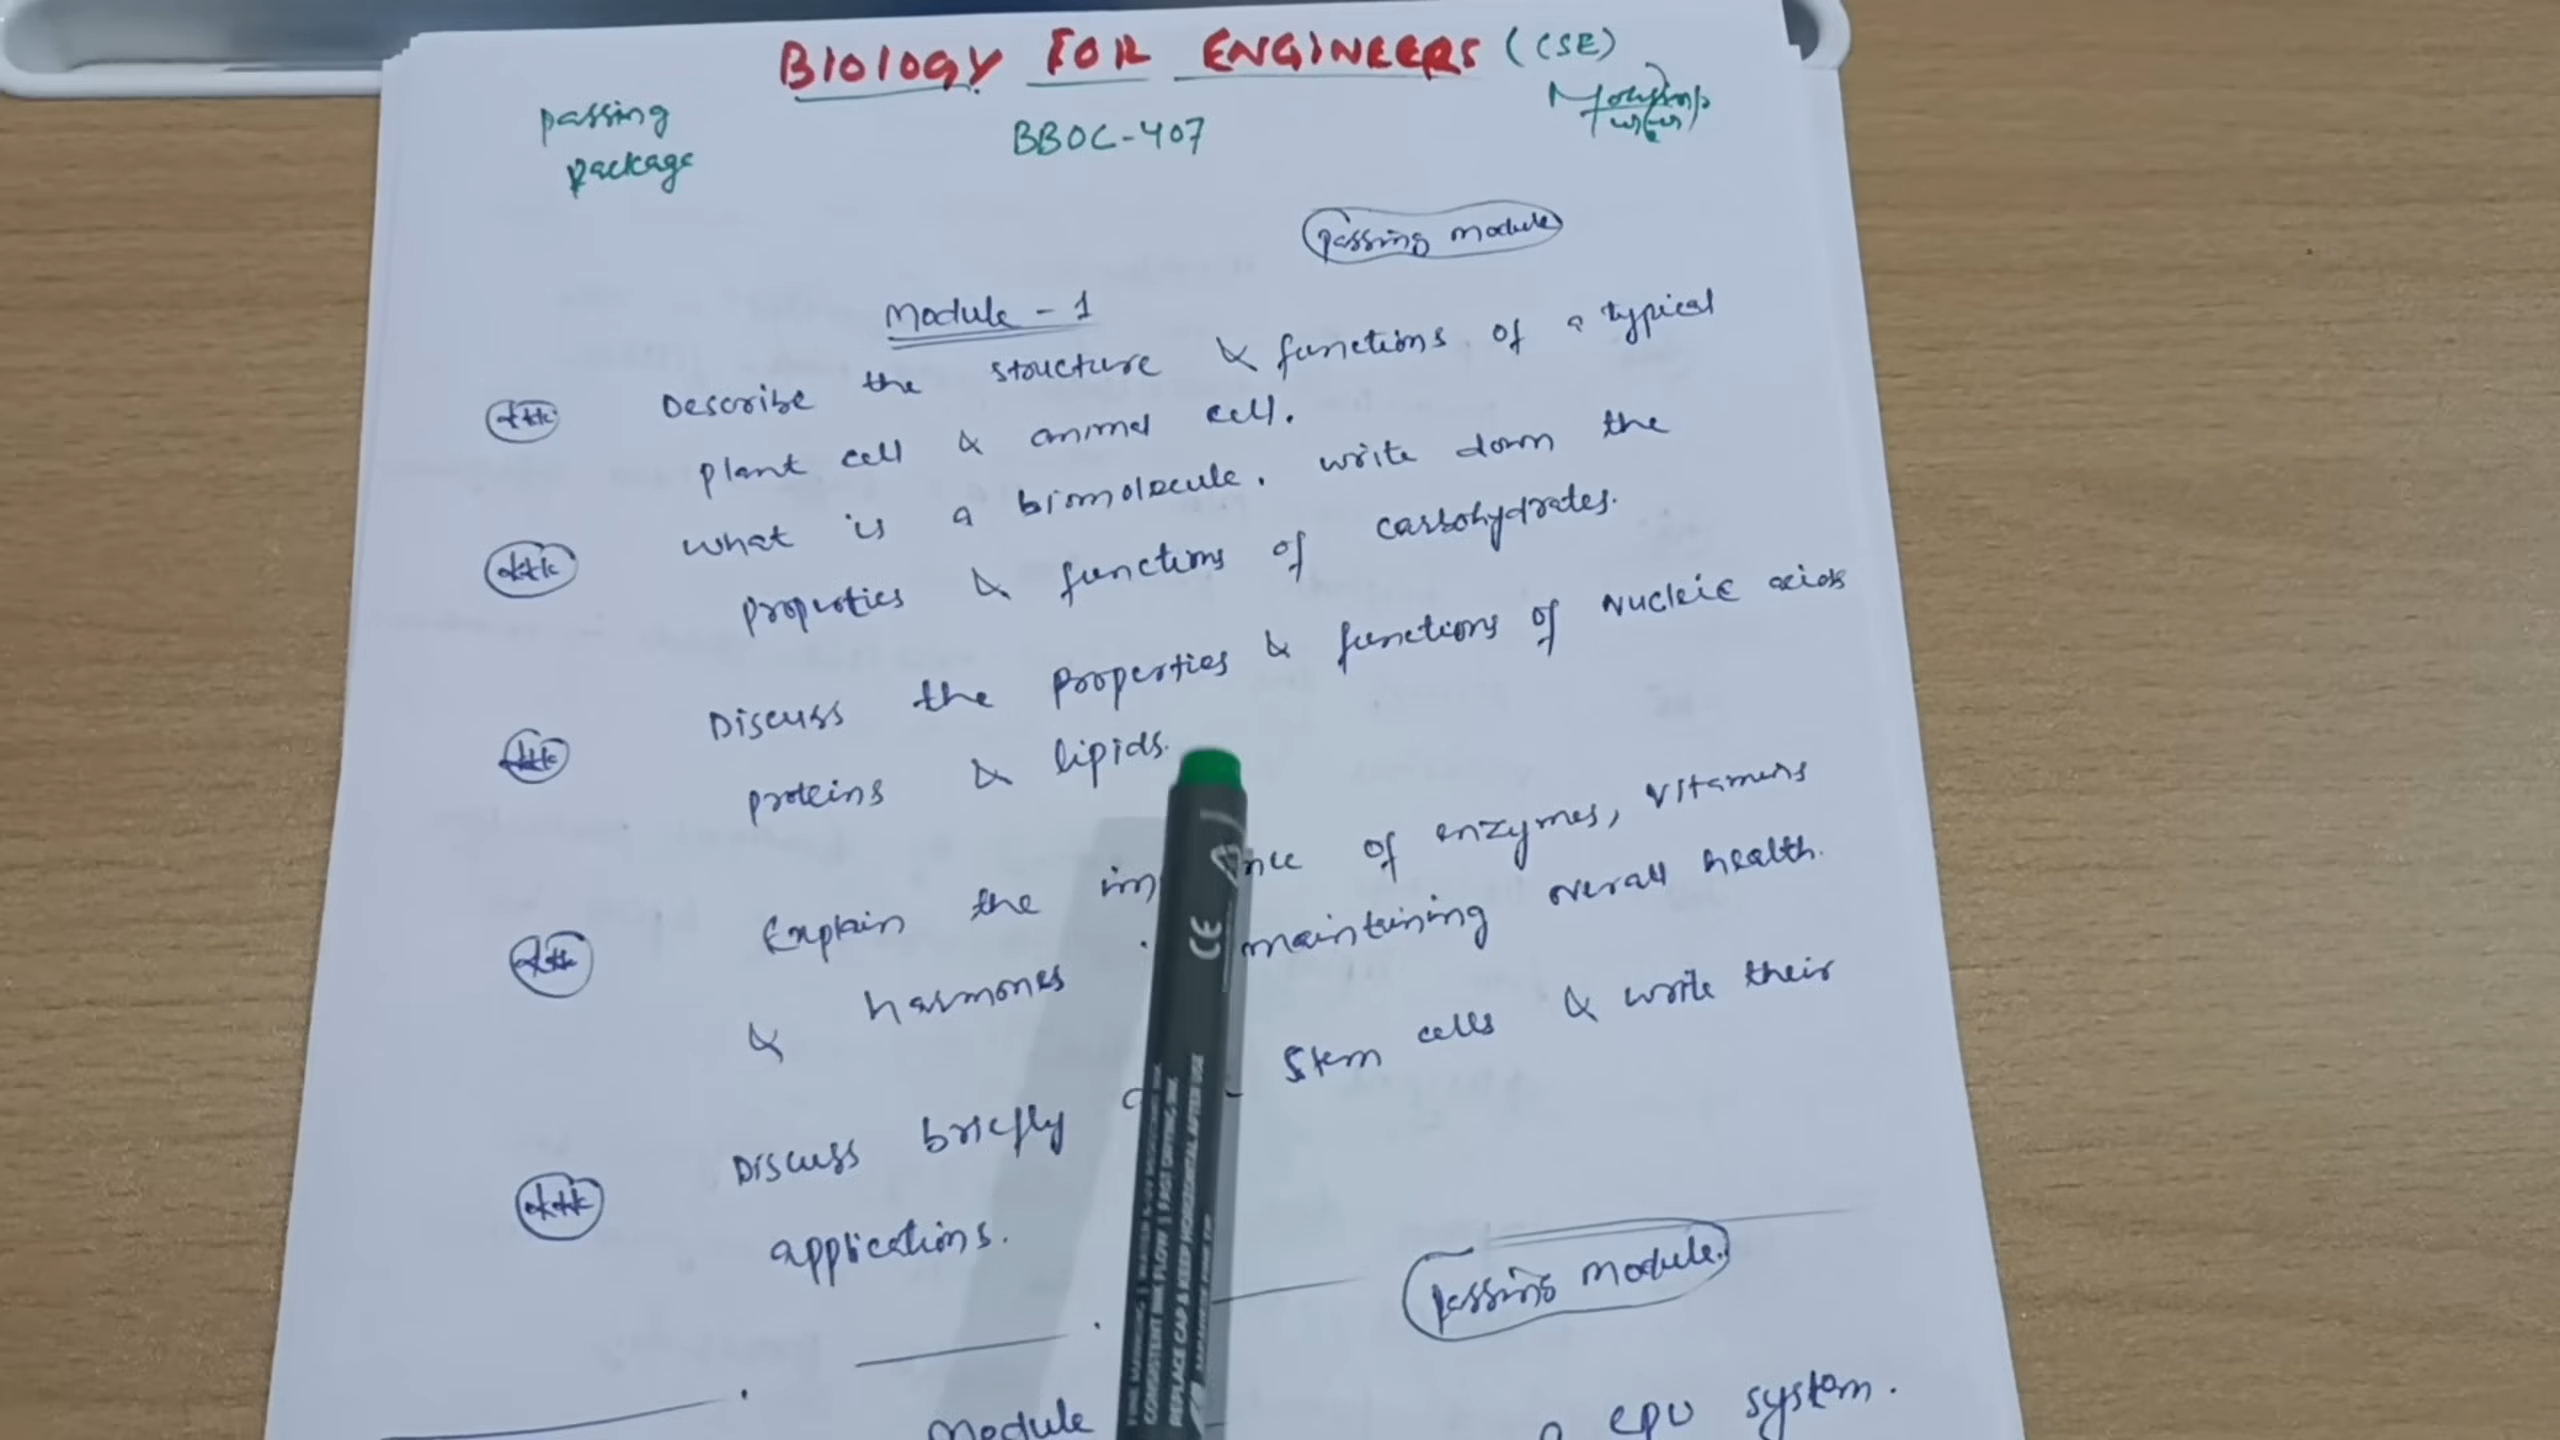 BIOLOGY FOR ENGINEERS (CSE)
passing
package
BBOC-407
passing module
Module - 1
Describe the structure & functions of a typical
plant cell & animal cell.
What is a biomolecule. write down the
properties & functions of carbohydrates.
Discuss the properties & functions of Nucleic acids
proteins & lipids.
Explain the of enzymes, vitamins
& harmones maintaining overall health.
Discuss briefly Stem cells & write their
applications.
passing module.
Module
CPU system.
CE